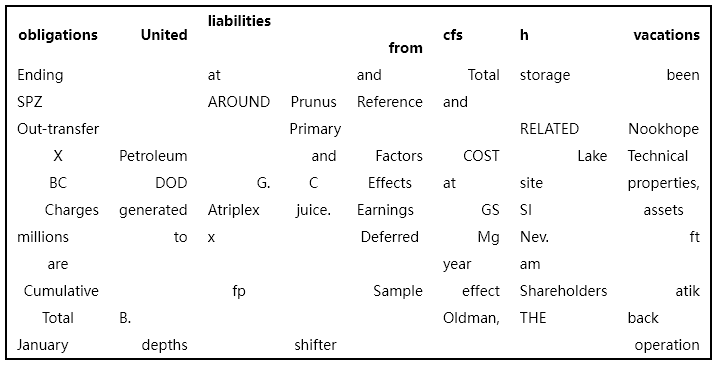 obligations United liabilities from cfs h vacations
Ending at and Total storage been
SPZ AROUND Prunus Reference and
Out-transfer Primary RELATED Nookhope
X Petroleum and Factors COST Lake Technical
BC DOD G. C Effects at site properties,
Charges generated Atriplex juice. Earnings GS SI assets
millions to x Deferred Mg Nev. ft
are year am
Cumulative fp Sample effect Shareholders atik
Total B. Oldman, THE back
January depths shifter operation